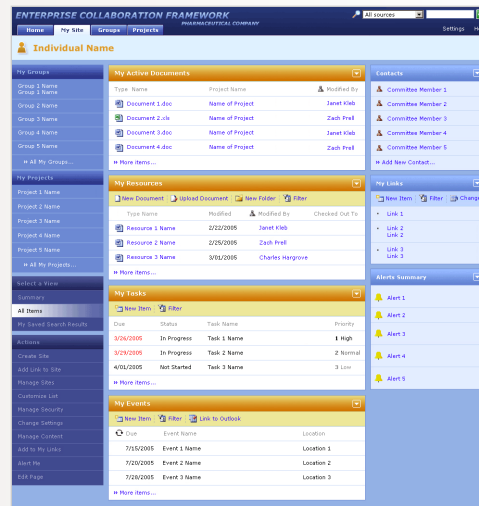 ENTERPRISE COLLABORATION FRAMEWORK
PHARMACEUTICAL COMPANY
All sources
Home My Site Groups Projects
Settings
Individual Name
My Groups
Group 1 Name
Group 1 Name
Group 2 Name
Group 3 Name
Group 4 Name
Group 5 Name
All My Groups...
My Projects
Project 1 Name
Project 2 Name
Project 3 Name
Project 4 Name
Project 5 Name
All My Projects...
Select a View
Summary
All Items
My Saved Search Results
Actions
Create Site
Add Link to Site
Manage Sites
Customize List
Manage Security
Change Settings
Manage Content
Add to My Links
Alert Me
Edit Page
My Active Documents
Type Name Project Name Modified By
Document 1.doc Name of Project Janet Kleb
Document 2.xls Name of Project Zach Prell
Document 3.doc Name of Project Janet Kleb
Document 4.doc Name of Project Zach Prell
More items...
My Resources
New Document Upload Document New Folder Filter
Type Name Modified Modified By Checked Out To
Resource 1 Name 2/22/2005 Janet Kleb
Resource 2 Name 2/25/2005 Zach Prell
Resource 3 Name 3/01/2005 Charles Hargrove
More items...
My Tasks
New Item Filter
Due Status Task Name Priority
3/26/2005 In Progress Task 1 Name 1 High
3/29/2005 In Progress Task 2 Name 2 Normal
4/01/2005 Not Started Task 3 Name 3 Low
More items...
My Events
New Item Filter Link to Outlook
Due Event Name Location
7/15/2005 Event 1 Name Location 1
7/20/2005 Event 2 Name Location 2
7/28/2005 Event 3 Name Location 3
More items...
Contacts
Committee Member 1
Committee Member 2
Committee Member 3
Committee Member 4
Committee Member 5
Add New Contact...
My Links
New Item Filter Change
Link 1
Link 2
Link 2
Link 3
Link 3
Alerts Summary
Alert 1
Alert 2
Alert 3
Alert 4
Alert 5